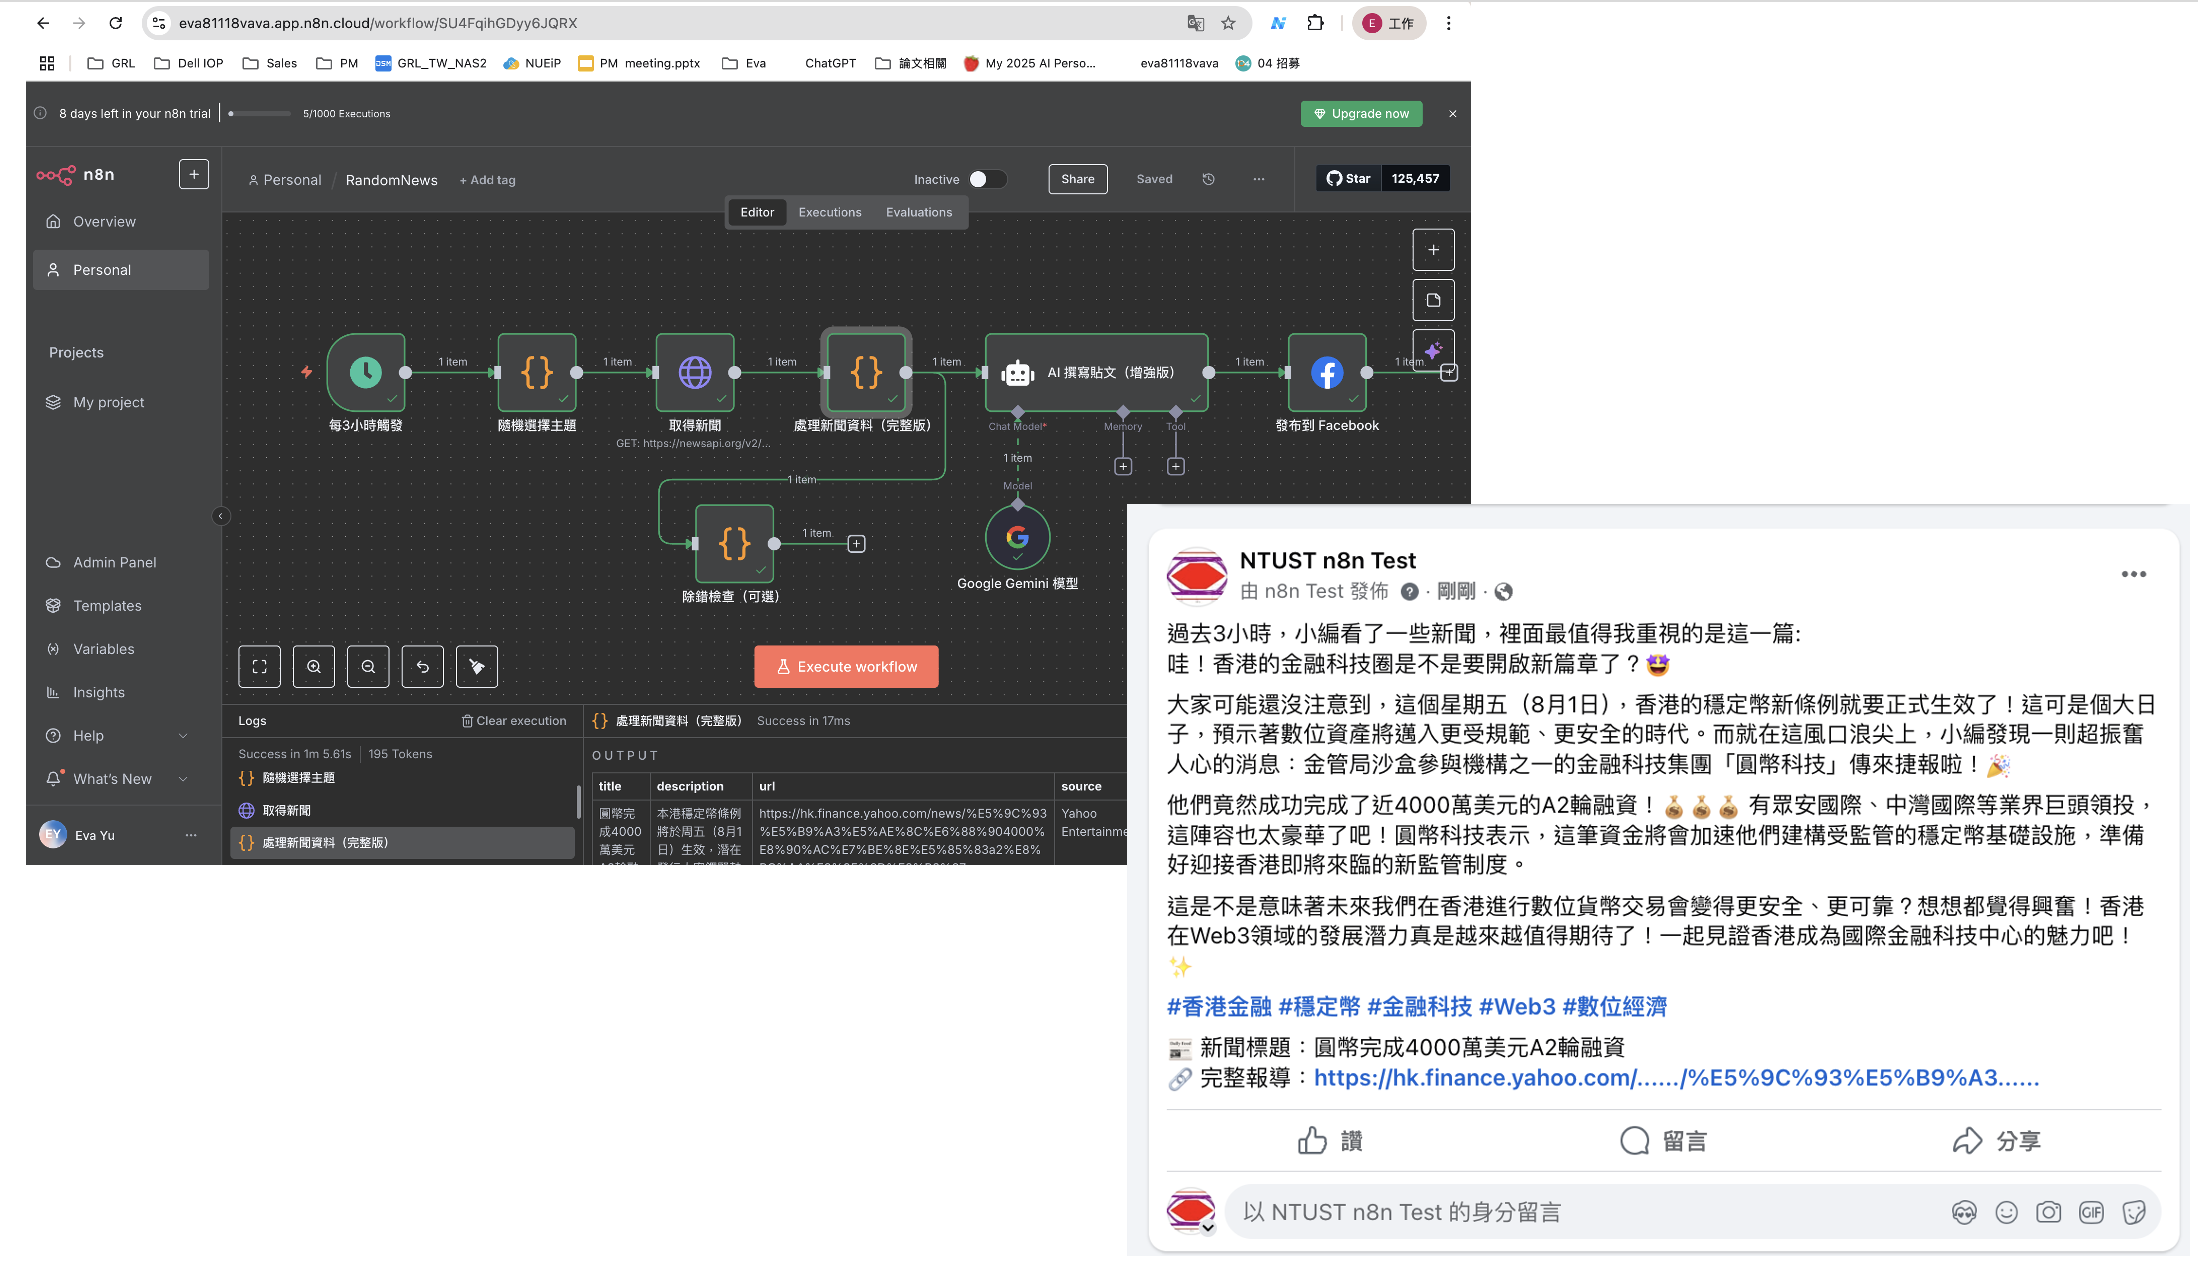 eva81118vava.app.n8n.cloud/workflow/SU4FqihGDyy6JQRX
E 工作
GRL Dell IOP Sales PM GRL_TW_NAS2 NUEiP PM meeting.pptx Eva ChatGPT 論文相關 My 2025 AI Perso... eva81118vava 04 招募
8 days left in your n8n trial 5/1000 Executions Upgrade now
n8n
Personal / RandomNews + Add tag Inactive Share Saved ... Star 125,457
Editor Executions Evaluations
Overview
Personal
Projects
My project
Admin Panel
Templates
Variables
Insights
Help
What's New
EY Eva Yu ...
1 item 1 item 1 item 1 item 1 item 1 item
AI 撰寫貼文（增強版）
每3小時觸發 隨機選擇主題 取得新聞 處理新聞資料（完整版） Chat Model* Memory Tool 發布到 Facebook
GET: https://newsapi.org/v2/...
1 item
1 item
Model
1 item
除錯檢查（可選）
Google Gemini 模型
Execute workflow
Logs Clear execution 處理新聞資料（完整版） Success in 17ms
Success in 1m 5.61s 195 Tokens
隨機選擇主題
取得新聞
處理新聞資料（完整版）
OUTPUT
title description url source
圓幣完 本港穩定幣條例 https://hk.finance.yahoo.com/news/%E5%9C%93 Yahoo
成4000 將於周五（8月1 %E5%B9%A3%E5%AE%8C%E6%88%904000% Entertainme
萬美元 日）生效，潛在 E8%90%AC%E7%BE%8E%E5%85%83a2%E8%
NTUST n8n Test
由 n8n Test 發佈 · 剛剛 ·
過去3小時，小編看了一些新聞，裡面最值得我重視的是這一篇:
哇！香港的金融科技圈是不是要開啟新篇章了？🤩
大家可能還沒注意到，這個星期五（8月1日），香港的穩定幣新條例就要正式生效了！這可是個大日
子，預示著數位資產將邁入更受規範、更安全的時代。而就在這風口浪尖上，小編發現一則超振奮
人心的消息：金管局沙盒參與機構之一的金融科技集團「圓幣科技」傳來捷報啦！🎉
他們竟然成功完成了近4000萬美元的A2輪融資！💰💰💰 有眾安國際、中灣國際等業界巨頭領投，
這陣容也太豪華了吧！圓幣科技表示，這筆資金將會加速他們建構受監管的穩定幣基礎設施，準備
好迎接香港即將來臨的新監管制度。
這是不是意味著未來我們在香港進行數位貨幣交易會變得更安全、更可靠？想想都覺得興奮！香港
在Web3領域的發展潛力真是越來越值得期待了！一起見證香港成為國際金融科技中心的魅力吧！
✨
#香港金融 #穩定幣 #金融科技 #Web3 #數位經濟
📰 新聞標題：圓幣完成4000萬美元A2輪融資
🔗 完整報導：https://hk.finance.yahoo.com/....../%E5%9C%93%E5%B9%A3......
讚 留言 分享
以 NTUST n8n Test 的身分留言
GIF